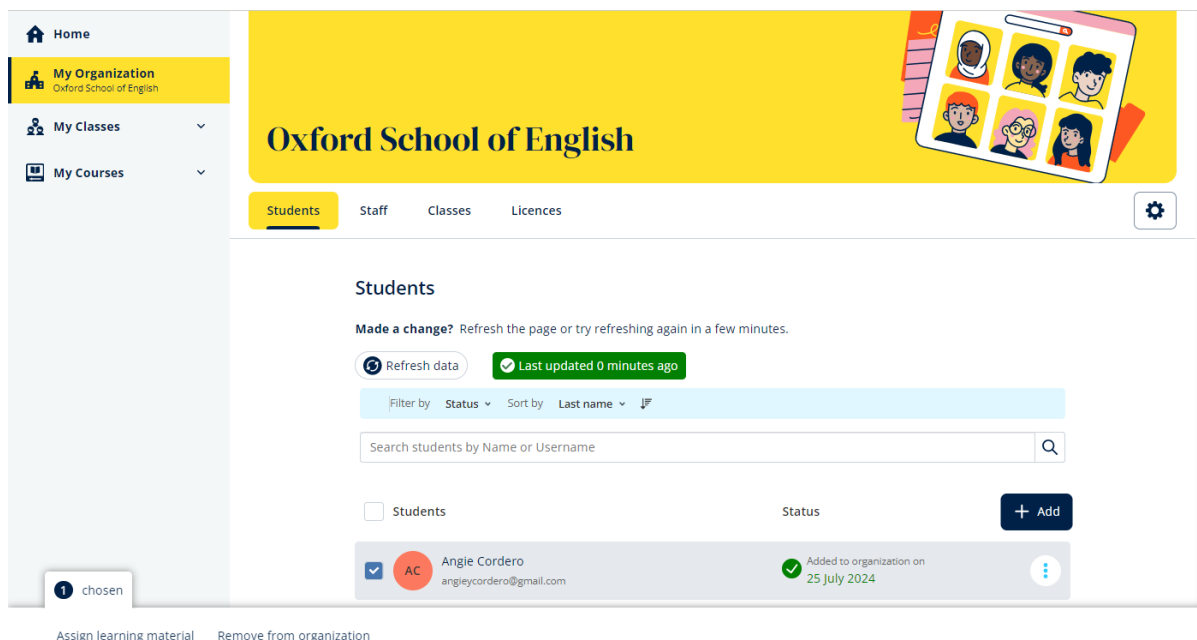 Home
My Organization
Oxford School of English
My Classes
My Courses
Oxford School of English
Students Staff Classes Licences
Students
Made a change? Refresh the page or try refreshing again in a few minutes.
Refresh data Last updated 0 minutes ago
Filter by Status Sort by Last name
Search students by Name or Username
Students Status + Add
AC Angie Cordero Added to organization on
angieycordero@gmail.com 25 July 2024
1 chosen
Assign learning material Remove from organization